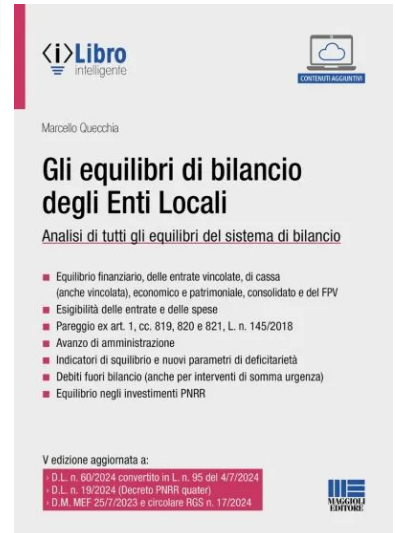 <i>Libro
intelligente
CONTENUTI AGGIUNTIVI
Marcello Quecchia
Gli equilibri di bilancio
degli Enti Locali
Analisi di tutti gli equilibri del sistema di bilancio
■ Equilibrio finanziario, delle entrate vincolate, di cassa
(anche vincolata), economico e patrimoniale, consolidato e del FPV
■ Esigibilità delle entrate e delle spese
■ Pareggio ex art. 1, cc. 819, 820 e 821, L. n. 145/2018
■ Avanzo di amministrazione
■ Indicatori di squilibrio e nuovi parametri di deficitarietà
■ Debiti fuori bilancio (anche per interventi di somma urgenza)
■ Equilibrio negli investimenti PNRR
V edizione aggiornata a:
› D.L. n. 60/2024 convertito in L. n. 95 del 4/7/2024
› D.L. n. 19/2024 (Decreto PNRR quater)
› D.M. MEF 25/7/2023 e circolare RGS n. 17/2024
MAGGIOLI
EDITORE